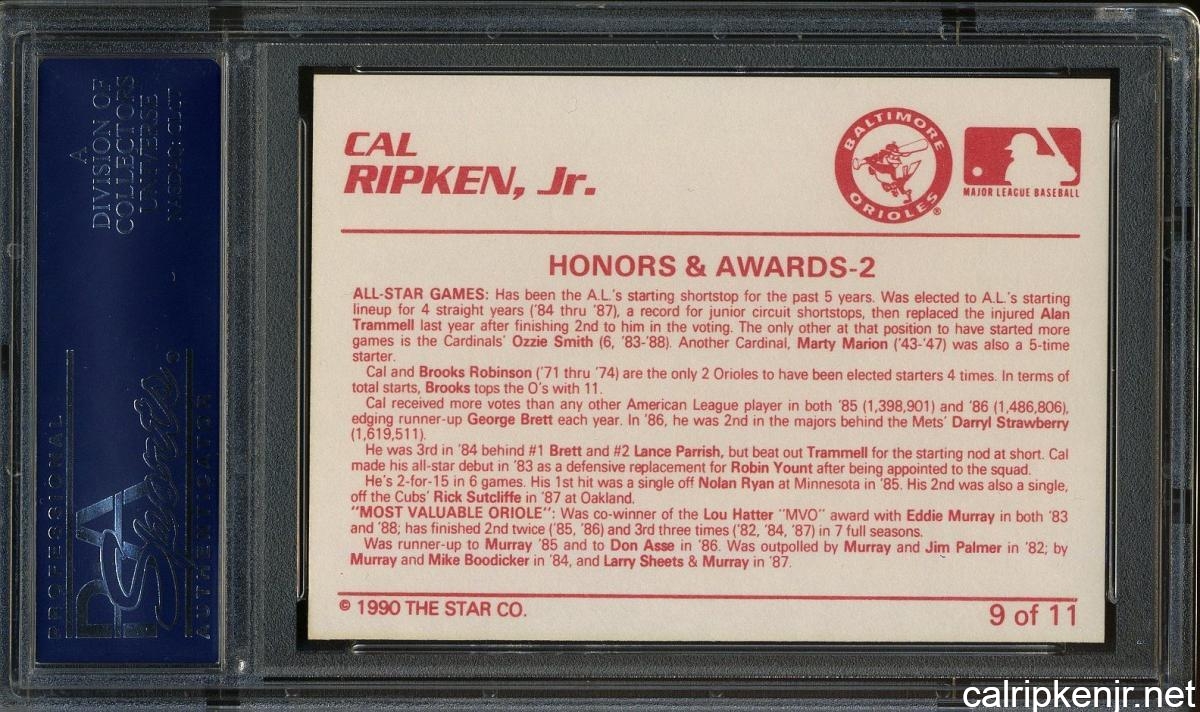 A
DIVISION OF
COLLECTORS
UNIVERSE
NASDAQ: CLCT
PROFESSIONAL
PSA
Sports
AUTHENTICATOR
CAL
RIPKEN, Jr.
BALTIMORE
ORIOLES
®
MAJOR LEAGUE BASEBALL
HONORS & AWARDS-2
ALL-STAR GAMES: Has been the A.L.'s starting shortstop for the past 5 years. Was elected to A.L.'s starting
lineup for 4 straight years ('84 thru '87), a record for junior circuit shortstops, then replaced the injured Alan
Trammell last year after finishing 2nd to him in the voting. The only other at that position to have started more
games is the Cardinals' Ozzie Smith (6, '83-'88). Another Cardinal, Marty Marion ('43-'47) was also a 5-time
starter.
Cal and Brooks Robinson ('71 thru '74) are the only 2 Orioles to have been elected starters 4 times. In terms of
total starts, Brooks tops the O's with 11.
Cal received more votes than any other American League player in both '85 (1,398,901) and '86 (1,486,806),
edging runner-up George Brett each year. In '86, he was 2nd in the majors behind the Mets' Darryl Strawberry
(1,619,511).
He was 3rd in '84 behind #1 Brett and #2 Lance Parrish, but beat out Trammell for the starting nod at short. Cal
made his all-star debut in '83 as a defensive replacement for Robin Yount after being appointed to the squad.
He's 2-for-15 in 6 games. His 1st hit was a single off Nolan Ryan at Minnesota in '85. His 2nd was also a single,
off the Cubs' Rick Sutcliffe in '87 at Oakland.
"MOST VALUABLE ORIOLE": Was co-winner of the Lou Hatter "MVO" award with Eddie Murray in both '83
and '88; has finished 2nd twice ('85, '86) and 3rd three times ('82, '84, '87) in 7 full seasons.
Was runner-up to Murray '85 and to Don Asse in '86. Was outpolled by Murray and Jim Palmer in '82; by
Murray and Mike Boodicker in '84, and Larry Sheets & Murray in '87.
© 1990 THE STAR CO.
9 of 11
calripkenjr.net